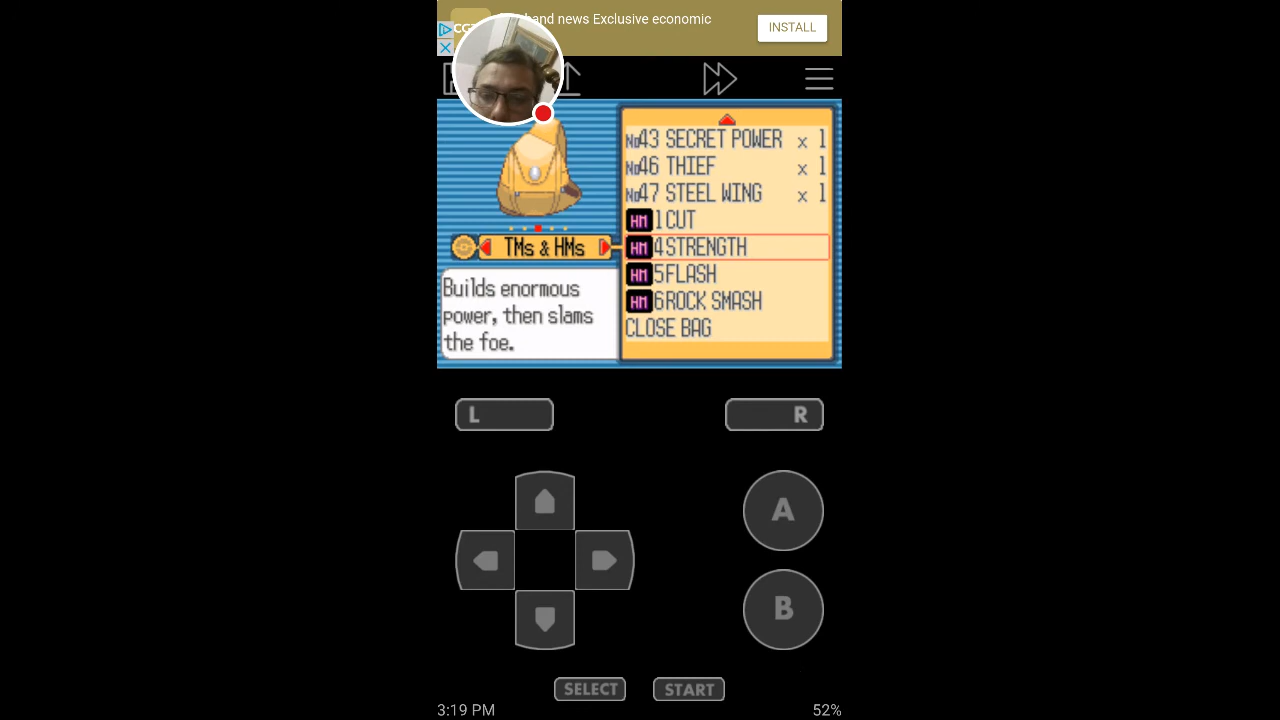 and news Exclusive economic
INSTALL
No43 SECRET POWER x 1
No46 THIEF x 1
No47 STEEL WING x 1
HM 1 CUT
HM 4 STRENGTH
HM 5 FLASH
HM 6 ROCK SMASH
CLOSE BAG
TMs & HMs
Builds enormous
power, then slams
the foe.
L
R
A
B
SELECT
START
3:19 PM
52%